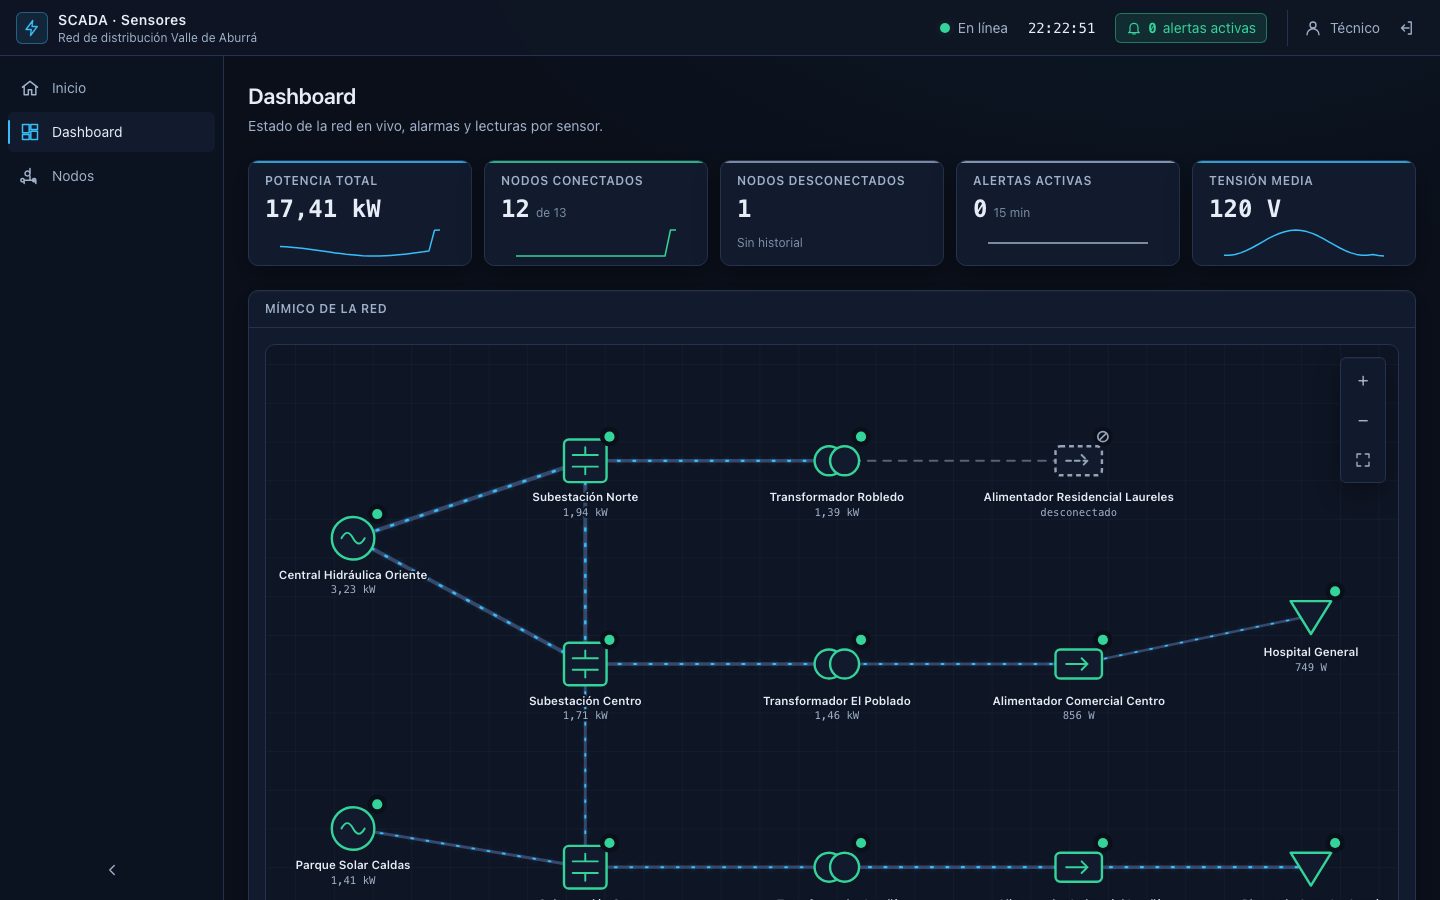 SCADA · Sensores
Red de distribución Valle de Aburrá
En línea
22:22:51
0 alertas activas
Técnico
Inicio
Dashboard
Nodos
Dashboard
Estado de la red en vivo, alarmas y lecturas por sensor.
POTENCIA TOTAL
17,41 kW
NODOS CONECTADOS
12 de 13
NODOS DESCONECTADOS
1
Sin historial
ALERTAS ACTIVAS
0 15 min
TENSIÓN MEDIA
120 V
MÍMICO DE LA RED
Subestación Norte
1,94 kW
Transformador Robledo
1,39 kW
Alimentador Residencial Laureles
desconectado
Central Hidráulica Oriente
3,23 kW
Hospital General
749 W
Subestación Centro
1,71 kW
Transformador El Poblado
1,46 kW
Alimentador Comercial Centro
856 W
Parque Solar Caldas
1,41 kW